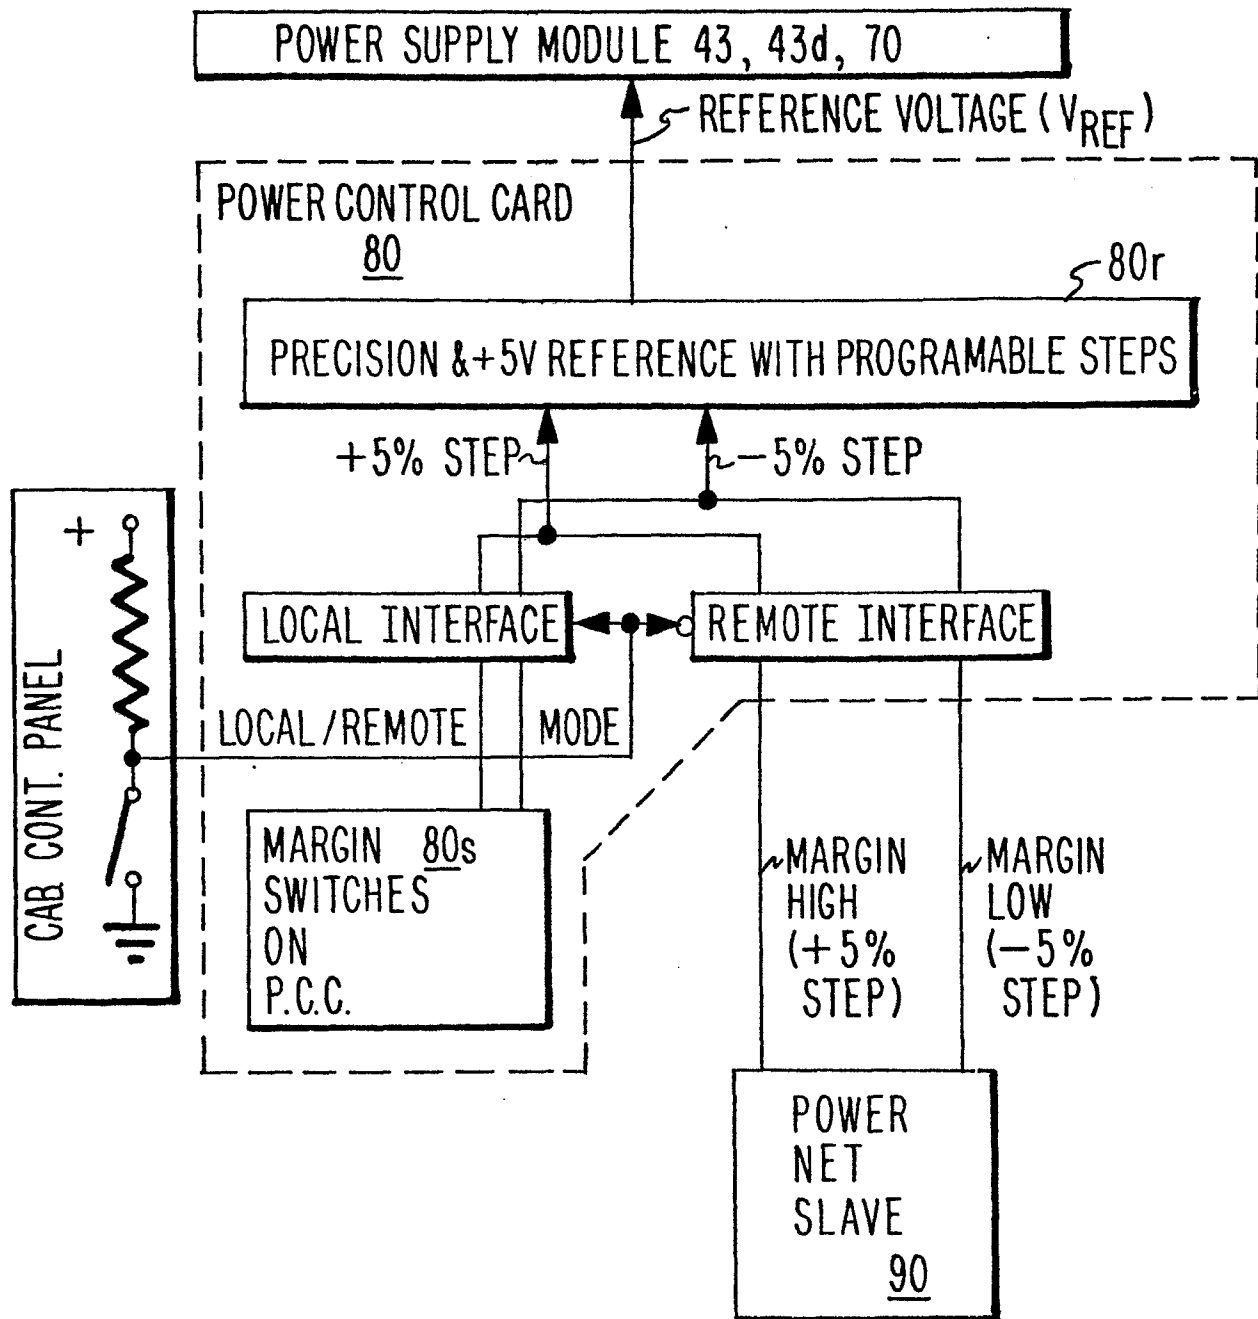 POWER SUPPLY MODULE 43, 43d, 70
REFERENCE VOLTAGE (VREF)
POWER CONTROL CARD
80
80r
PRECISION &+5V REFERENCE WITH PROGRAMABLE STEPS
+5% STEP
-5% STEP
+
CAB CONT. PANEL
LOCAL INTERFACE
REMOTE INTERFACE
LOCAL/REMOTE MODE
MARGIN 80s
SWITCHES
ON
P.C.C.
MARGIN
HIGH
(+5%
STEP)
MARGIN
LOW
(-5%
STEP)
POWER
NET
SLAVE
90